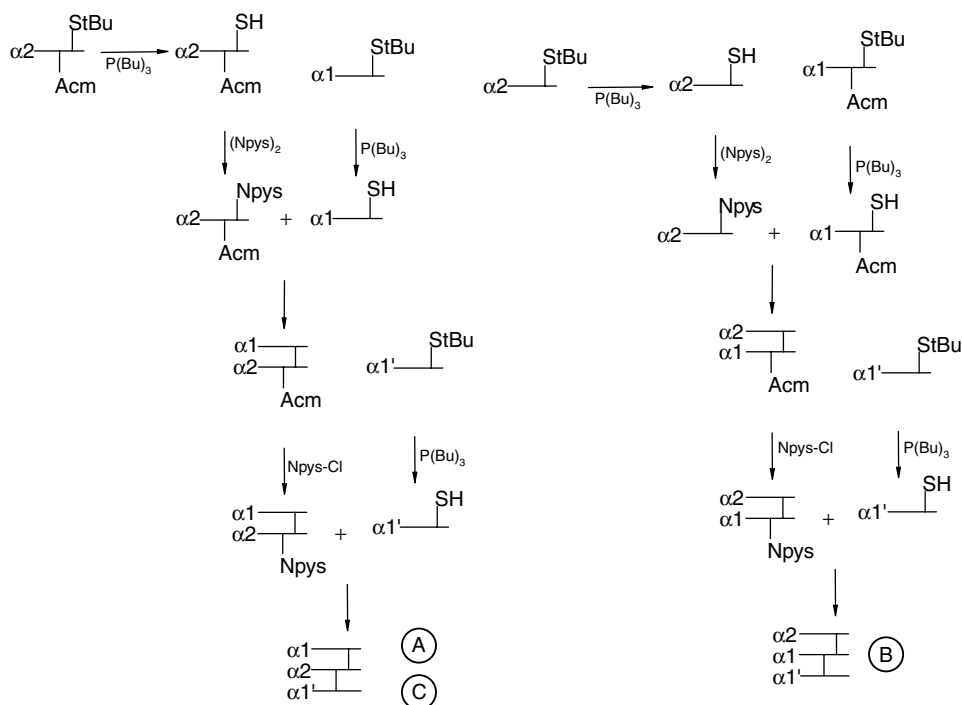 StBu
α2
P(Bu)3
Acm
SH
α2
Acm
StBu
α1
(Npys)2
P(Bu)3
Npys
α2
Acm
+
SH
α1
α1
α2
Acm
StBu
α1'
Npys-Cl
P(Bu)3
α1
α2
Npys
+
SH
α1'
α1
α2
α1'
A
C
StBu
α2
P(Bu)3
SH
α2
StBu
α1
Acm
(Npys)2
P(Bu)3
Npys
α2
+
SH
α1
Acm
α2
α1
Acm
StBu
α1'
Npys-Cl
P(Bu)3
α2
α1
Npys
+
SH
α1'
α2
α1
α1'
B